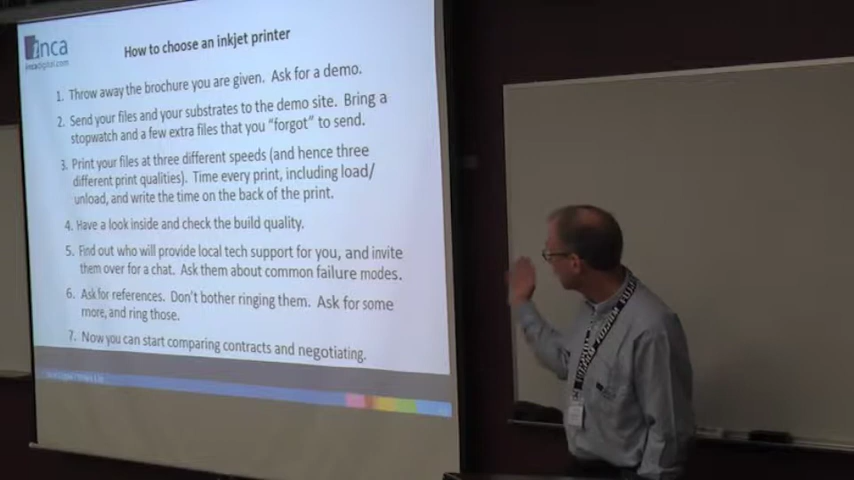 inca
incadigital.com
How to choose an inkjet printer
1. Throw away the brochure you are given. Ask for a demo.
2. Send your files and your substrates to the demo site. Bring a
stopwatch and a few extra files that you "forgot" to send.
3. Print your files at three different speeds (and hence three
different print qualities). Time every print, including load/
unload, and write the time on the back of the print.
4. Have a look inside and check the build quality.
5. Find out who will provide local tech support for you, and invite
them over for a chat. Ask them about common failure modes.
6. Ask for references. Don't bother ringing them. Ask for some
more, and ring those.
7. Now you can start comparing contracts and negotiating.